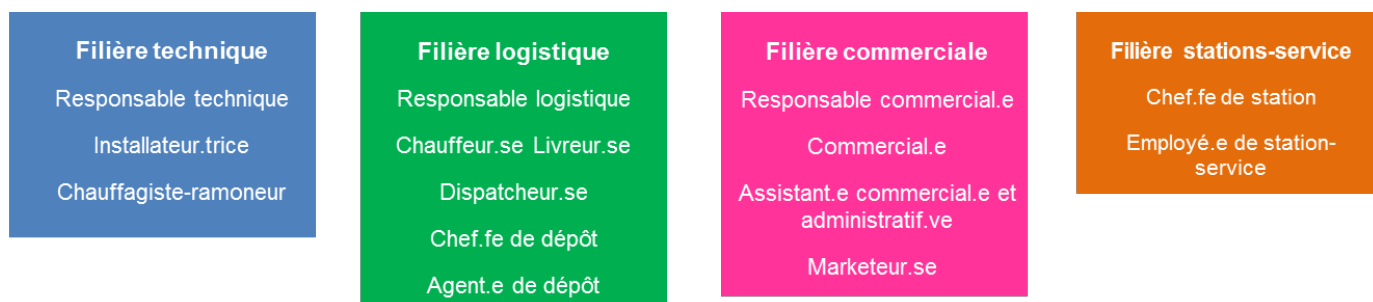 Filière technique
Responsable technique
Installateur.trice
Chauffagiste-ramoneur
Filière logistique
Responsable logistique
Chauffeur.se Livreur.se
Dispatcheur.se
Chef.fe de dépôt
Agent.e de dépôt
Filière commerciale
Responsable commercial.e
Commercial.e
Assistant.e commercial.e et
administratif.ve
Marketeur.se
Filière stations-service
Chef.fe de station
Employé.e de station-
service